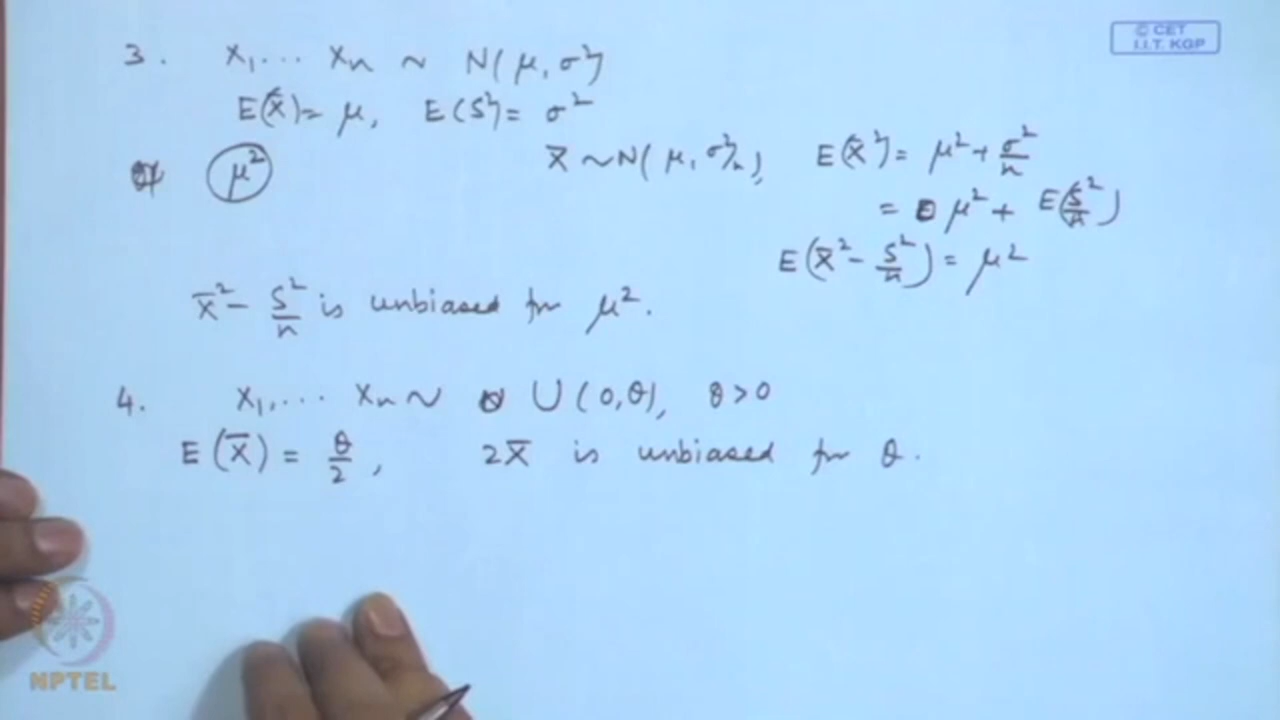 © CET
I.I.T. KGP
3. X₁, ... Xₙ ~ N(μ, σ²)
E(X̄) = μ, E(S²) = σ²
μ²
X̄ ~ N(μ, σ²/n), E(X̄²) = μ² + σ²/n
= μ² + E(S²/n)
E(X̄² - S²/n) = μ²
X̄² - S²/n is unbiased for μ².
4. X₁, ... Xₙ ~ U(0, θ), θ > 0
E(X̄) = θ/2, 2X̄ is unbiased for θ.
NPTEL